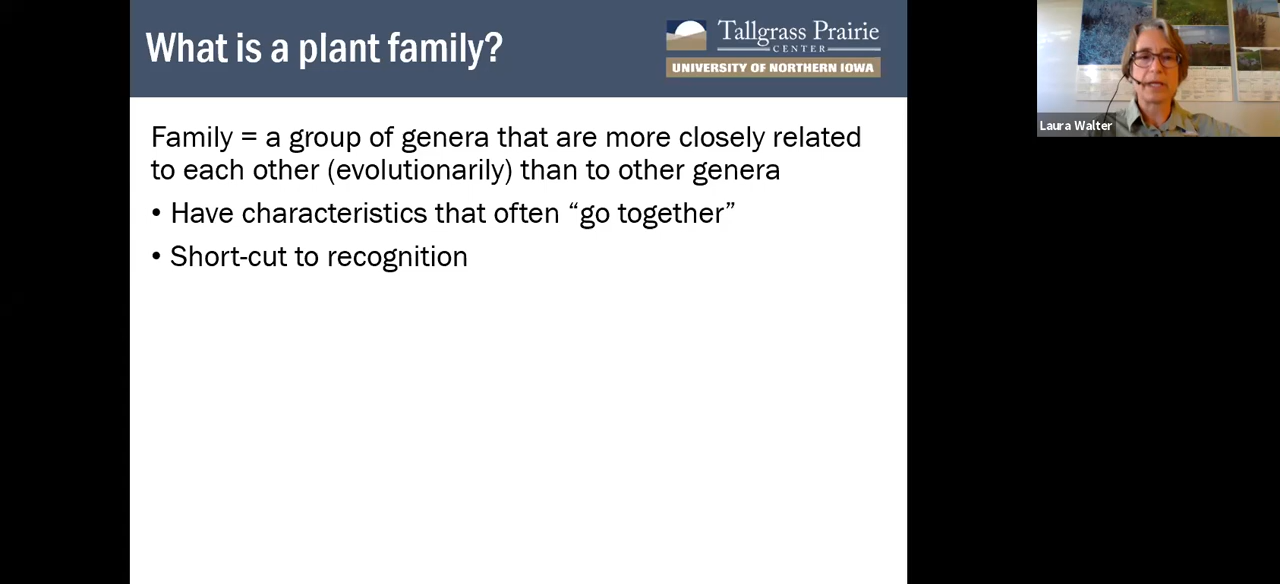 What is a plant family?
Tallgrass Prairie
CENTER
UNIVERSITY OF NORTHERN IOWA
Family = a group of genera that are more closely related
to each other (evolutionarily) than to other genera
• Have characteristics that often “go together”
• Short-cut to recognition
Laura Walter